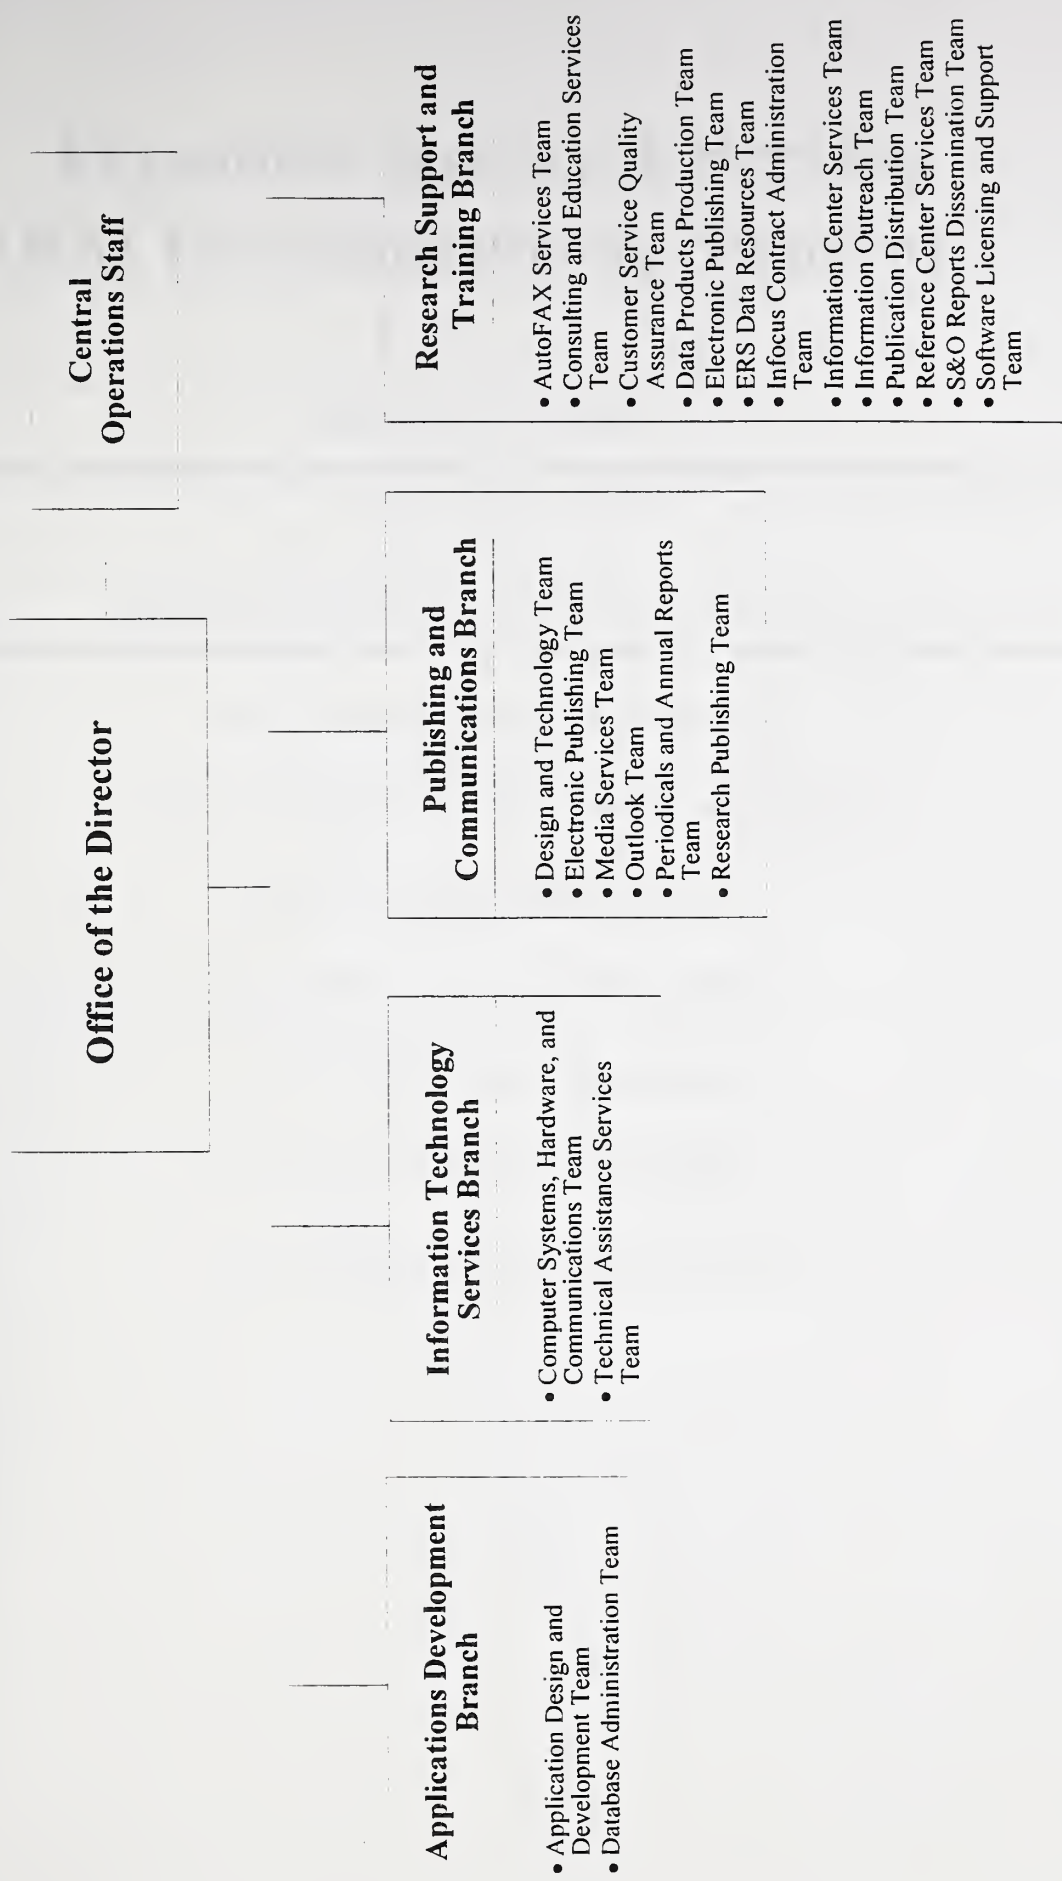 Office of the Director
Central
Operations Staff
Applications Development
Branch
• Application Design and
Development Team
• Database Administration Team
Information Technology
Services Branch
• Computer Systems, Hardware, and
Communications Team
• Technical Assistance Services
Team
Publishing and
Communications Branch
• Design and Technology Team
• Electronic Publishing Team
• Media Services Team
• Outlook Team
• Periodicals and Annual Reports
Team
• Research Publishing Team
Research Support and
Training Branch
• AutoFAX Services Team
• Consulting and Education Services
Team
• Customer Service Quality
Assurance Team
• Data Products Production Team
• Electronic Publishing Team
• ERS Data Resources Team
• Infocus Contract Administration
Team
• Information Center Services Team
• Information Outreach Team
• Publication Distribution Team
• Reference Center Services Team
• S&O Reports Dissemination Team
• Software Licensing and Support
Team